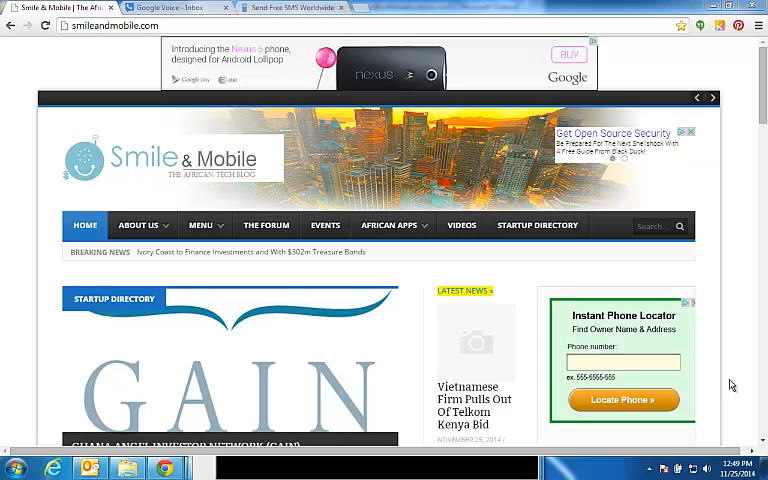 Smile & Mobile | The Afri
Google Voice - Inbox
Send Free SMS Worldwide
smileandmobile.com
Introducing the Nexus 6 phone,
designed for Android Lollipop.
Google play
at&t
nexus
BUY
Google
Smile & Mobile
THE AFRICAN TECH BLOG
Get Open Source Security
Be Prepared For The Next Shellshock With
A Free Guide From Black Duck!
HOME
ABOUT US
MENU
THE FORUM
EVENTS
AFRICAN APPS
VIDEOS
STARTUP DIRECTORY
Search...
BREAKING NEWS
Ivory Coast to Finance Investments and With $302m Treasure Bonds
STARTUP DIRECTORY
GAIN
GHANA ANGEL INVESTOR NETWORK (GAIN)
LATEST NEWS »
Vietnamese
Firm Pulls Out
Of Telkom
Kenya Bid
NOVEMBER 25, 2014 /
Instant Phone Locator
Find Owner Name & Address
Phone number:
ex. 555-5555-555
Locate Phone »
12:49 PM
11/25/2014